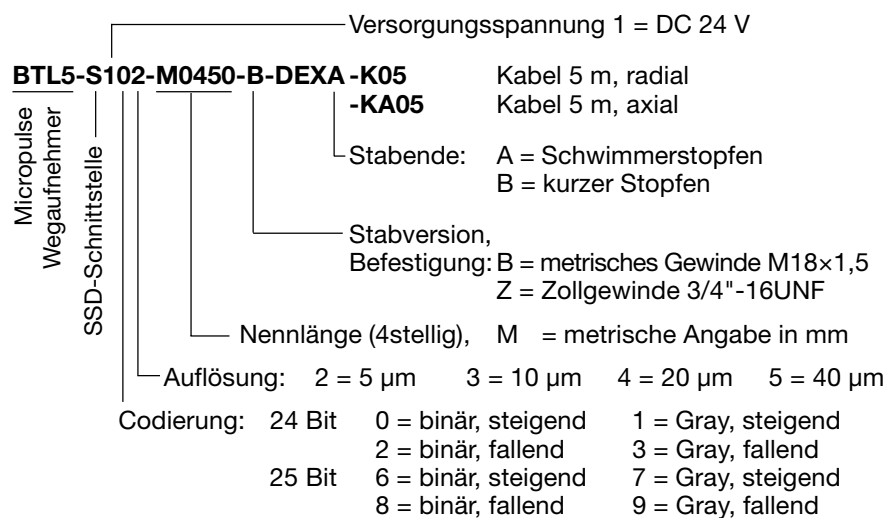 Versorgungsspannung 1 = DC 24 V
BTL5-S102-M0450-B-DEXA -K05 Kabel 5 m, radial
-KA05 Kabel 5 m, axial
Micropulse
Wegaufnehmer
SSD-Schnittstelle
Stabende: A = Schwimmerstopfen
B = kurzer Stopfen
Stabversion,
Befestigung: B = metrisches Gewinde M18×1,5
Z = Zollgewinde 3/4"-16UNF
Nennlänge (4stellig), M = metrische Angabe in mm
Auflösung: 2 = 5 µm 3 = 10 µm 4 = 20 µm 5 = 40 µm
Codierung: 24 Bit 0 = binär, steigend 1 = Gray, steigend
2 = binär, fallend 3 = Gray, fallend
25 Bit 6 = binär, steigend 7 = Gray, steigend
8 = binär, fallend 9 = Gray, fallend